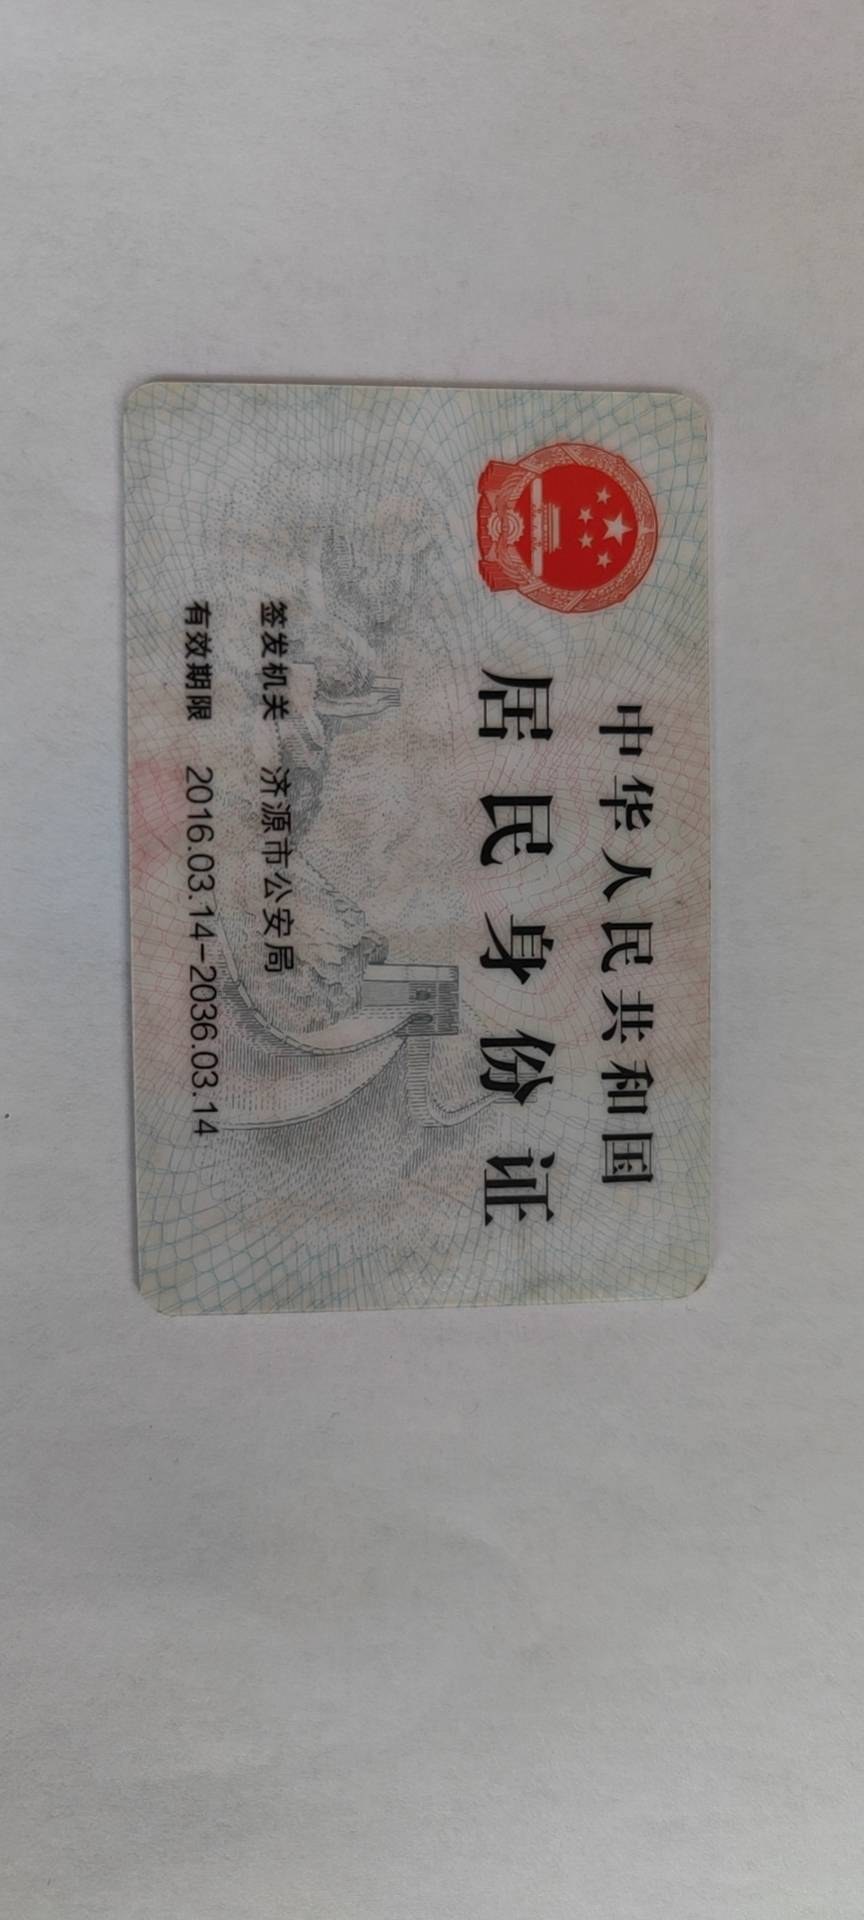 中华人民共和国
居民身份证
签发机关 济源市公安局
有效期限 2016.03.14-2036.03.14